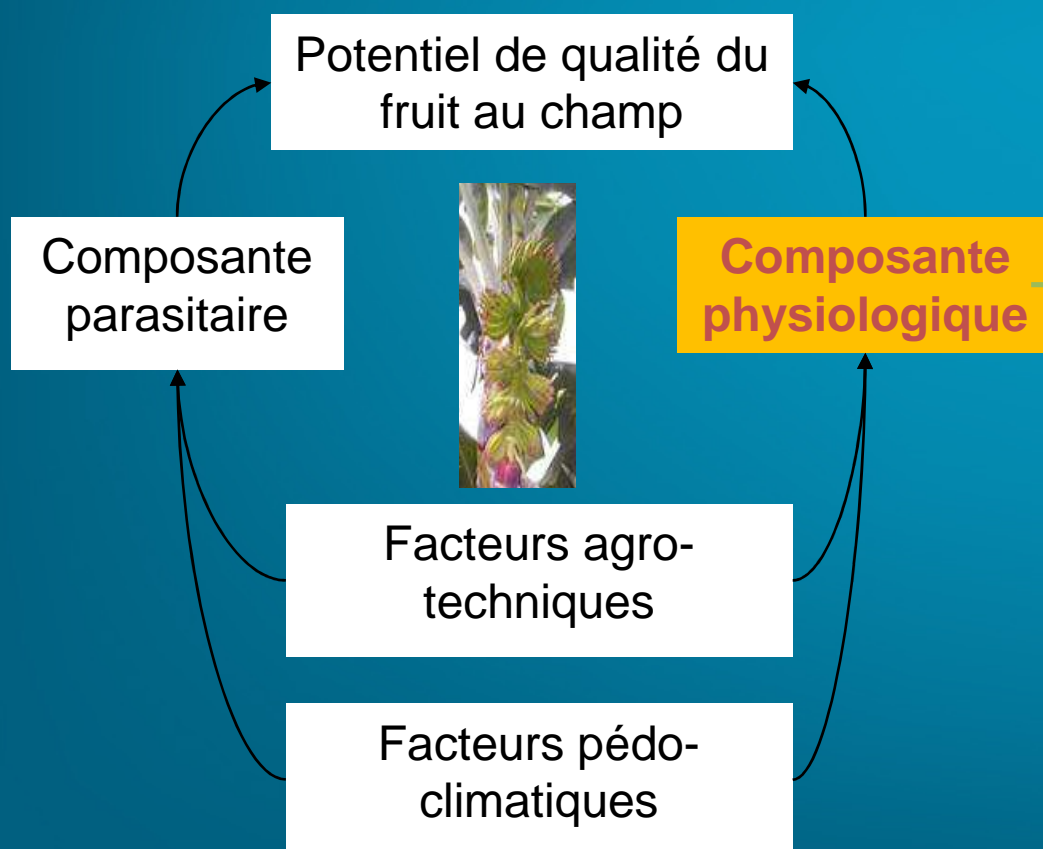 Potentiel de qualité du
fruit au champ
Composante
parasitaire
Composante
physiologique
Facteurs agro-
techniques
Facteurs pédo-
climatiques